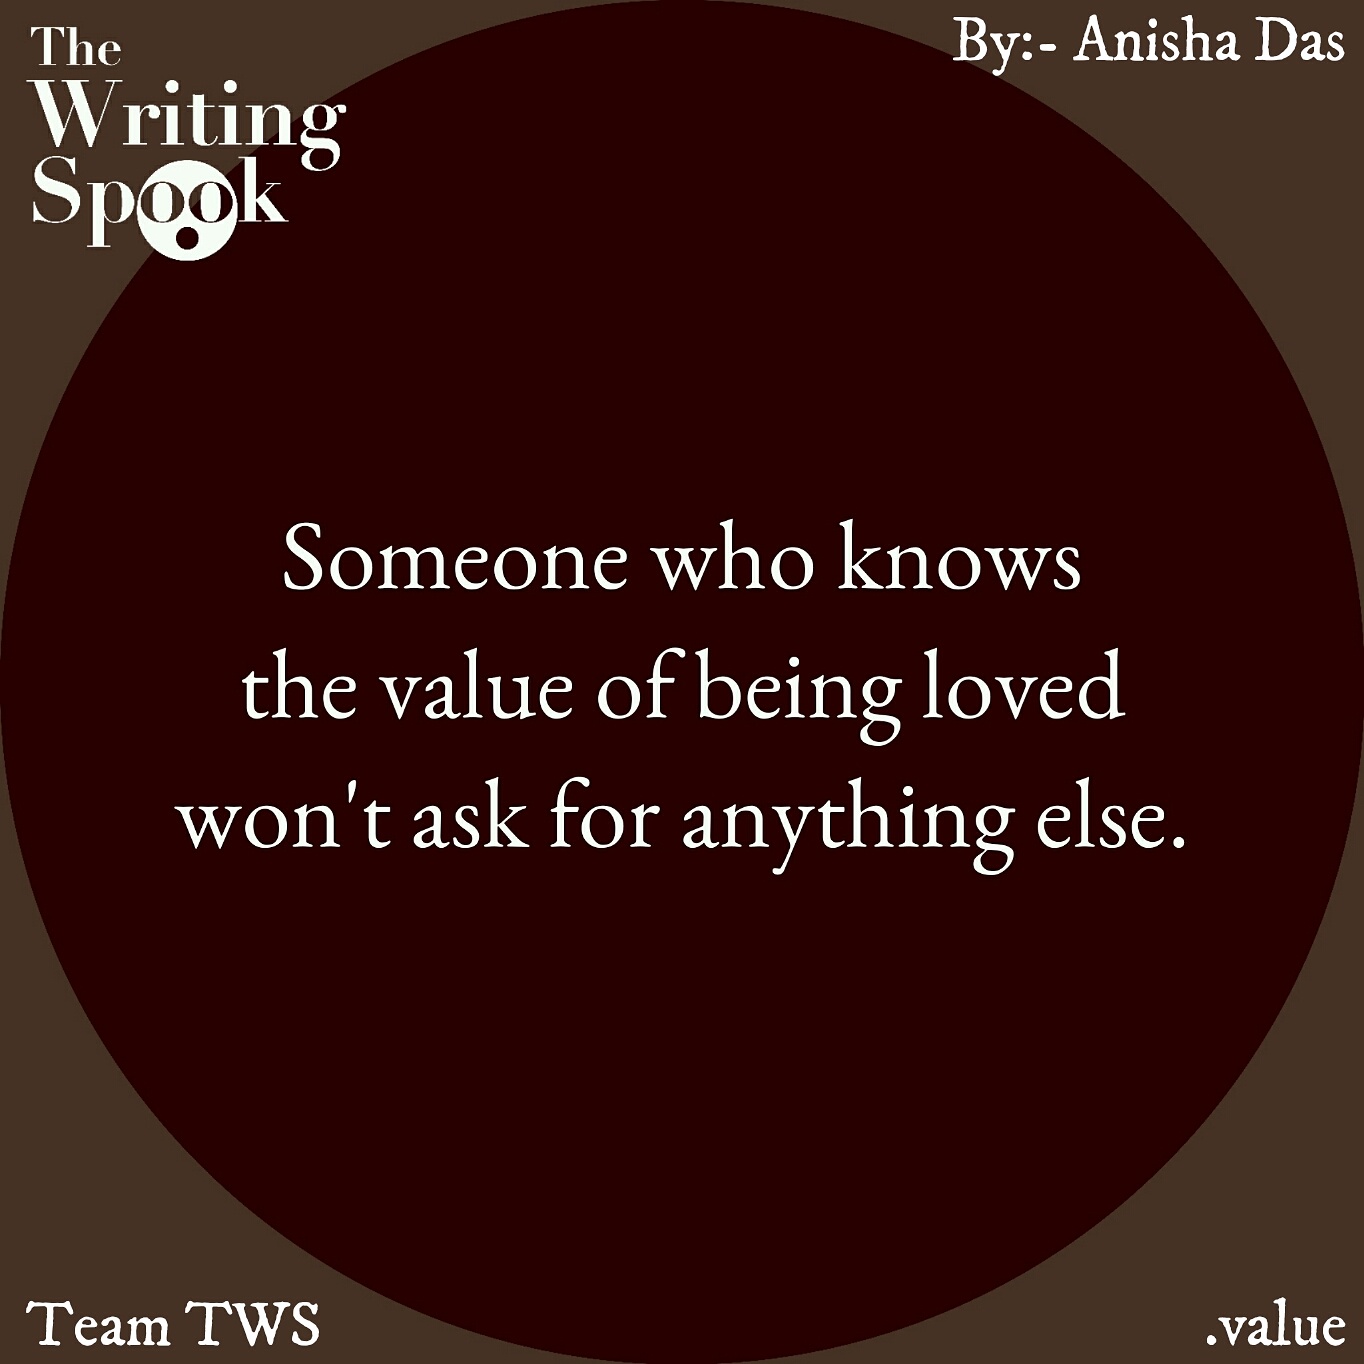 The
Writing
Spook
By:- Anisha Das
Someone who knows
the value of being loved
won't ask for anything else.
Team TWS
.value